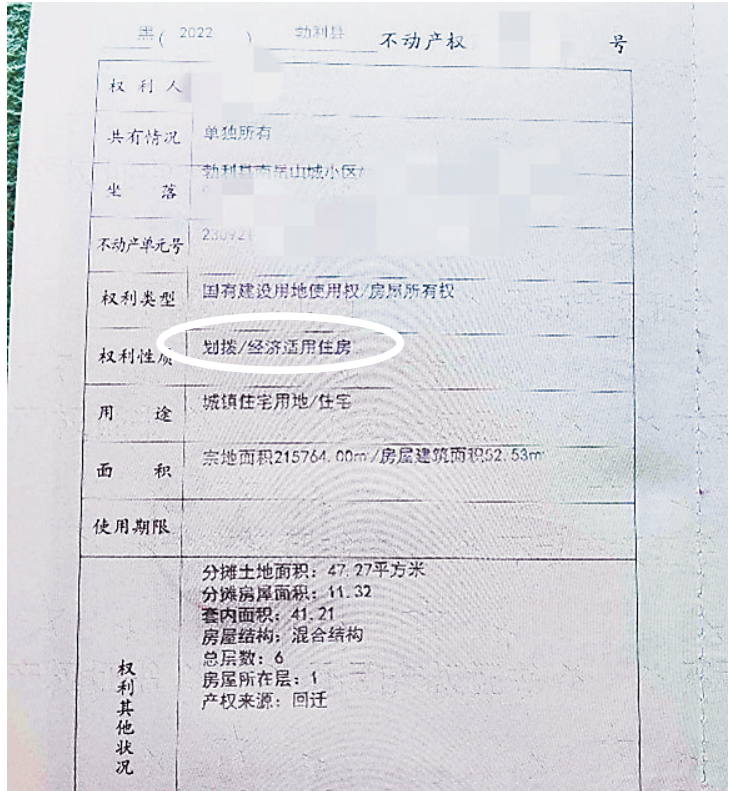 黑( 2022 ) 勃利县 不动产权 号
权利人
共有情况 单独所有
坐落 勃利县南岳山城小区
不动产单元号 230921
权利类型 国有建设用地使用权/房屋所有权
权利性质 划拨/经济适用住房
用途 城镇住宅用地/住宅
面积 宗地面积215764.00m²/房屋建筑面积52.53m²
使用期限
权利其他状况
分摊土地面积：47.27平方米
分摊房屋面积：11.32
套内面积：41.21
房屋结构：混合结构
总层数：6
房屋所在层：1
产权来源：回迁